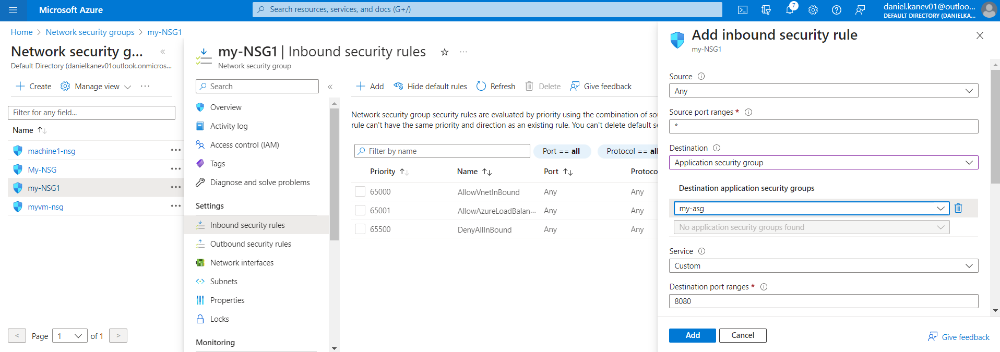 Microsoft Azure
Search resources, services, and docs (G+/)
7
daniel.kanev01@outloo...
DEFAULT DIRECTORY (DANIELKA...
Home > Network security groups > my-NSG1
Network security g... «
Default Directory (danielkanev01outlook.onmicros...
+ Create Manage view ...
Filter for any field...
Name ↑↓
machine1-nsg ...
My-NSG ...
my-NSG1 ...
myvm-nsg ...
< Page 1 of 1 >
my-NSG1 | Inbound security rules ☆ ...
Network security group
Search «
Overview
Activity log
Access control (IAM)
Tags
Diagnose and solve problems
Settings
Inbound security rules
Outbound security rules
Network interfaces
Subnets
Properties
Locks
Monitoring
+ Add Hide default rules Refresh Delete Give feedback
Network security group security rules are evaluated by priority using the combination of sou
rule can't have the same priority and direction as an existing rule. You can't delete default se
Filter by name Port == all Protocol == all
Priority ↑↓ Name ↑↓ Port ↑↓ Protoco
65000 AllowVnetInBound Any Any
65001 AllowAzureLoadBalan... Any Any
65500 DenyAllInBound Any Any
Add inbound security rule
my-NSG1
Source
Any
Source port ranges *
*
Destination
Application security group
Destination application security groups
my-asg
No application security groups found
Service
Custom
Destination port ranges *
8080
Add Cancel Give feedback